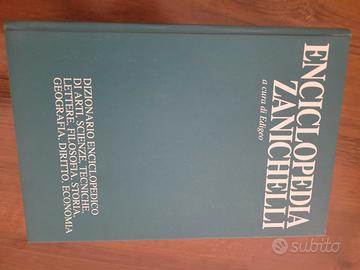 ENCICLOPEDIA
ZANICHELLI
a cura di Edigeo
DIZIONARIO ENCICLOPEDICO
DI ARTI, SCIENZE, TECNICHE,
LETTERE, FILOSOFIA, STORIA,
GEOGRAFIA, DIRITTO, ECONOMIA
subito